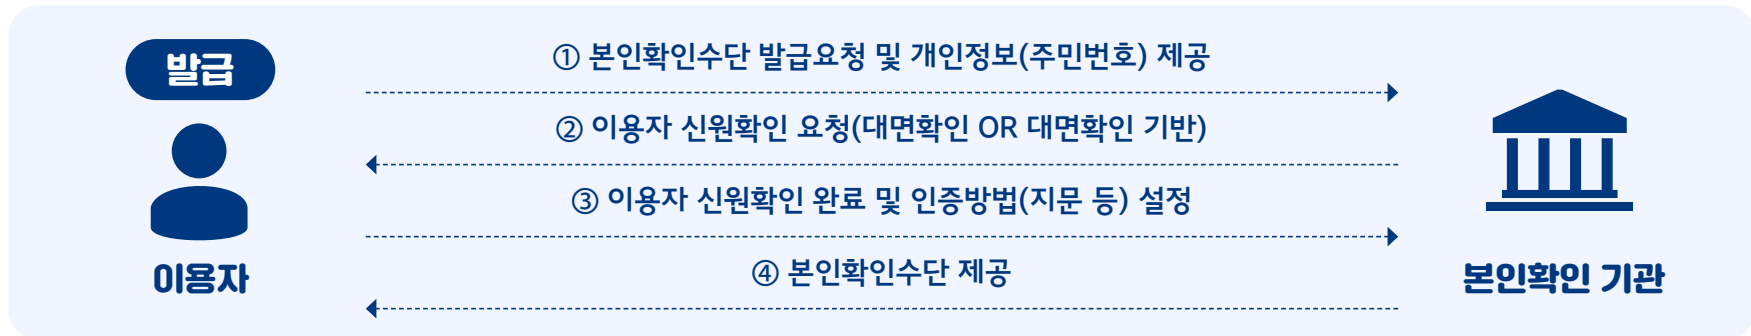 발급
① 본인확인수단 발급요청 및 개인정보(주민번호) 제공
② 이용자 신원확인 요청(대면확인 OR 대면확인 기반)
③ 이용자 신원확인 완료 및 인증방법(지문 등) 설정
④ 본인확인수단 제공
이용자
본인확인 기관